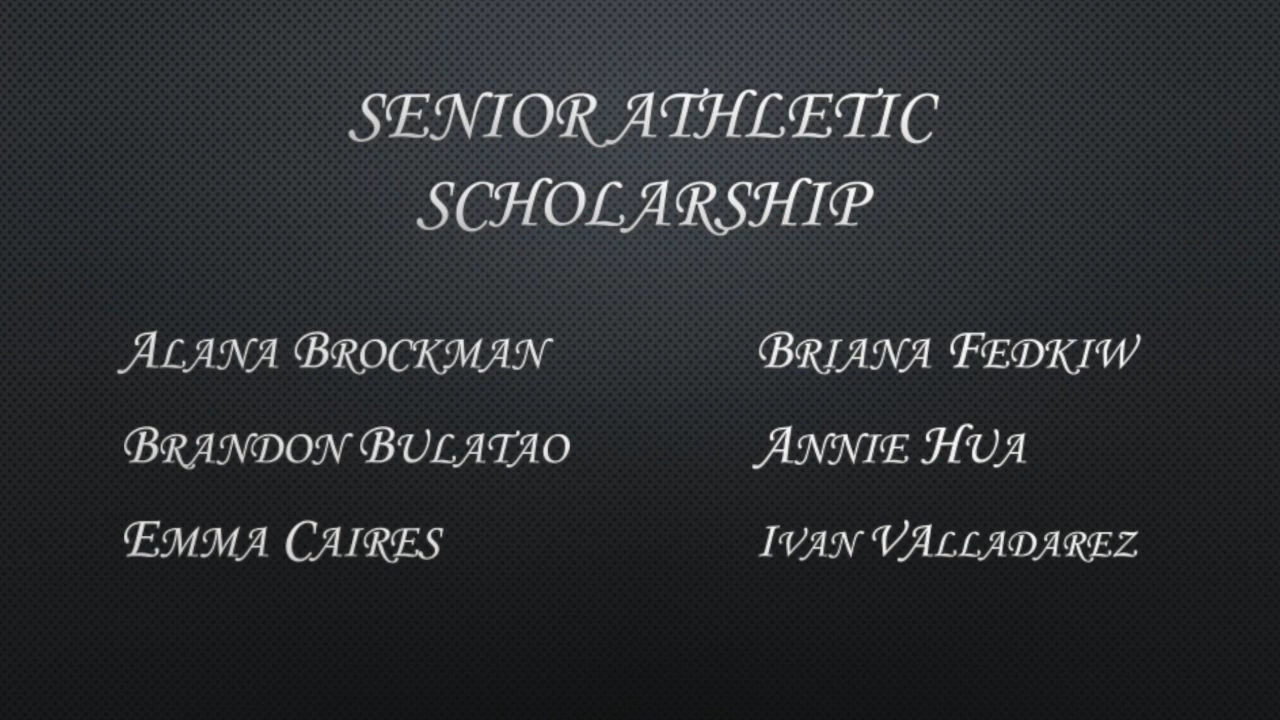 SENIOR ATHLETIC
SCHOLARSHIP
ALANA BROCKMAN
BRANDON BULATAO
EMMA CAIRES
BRIANA FEDKIW
ANNIE HUA
IVAN VALLADAREZ